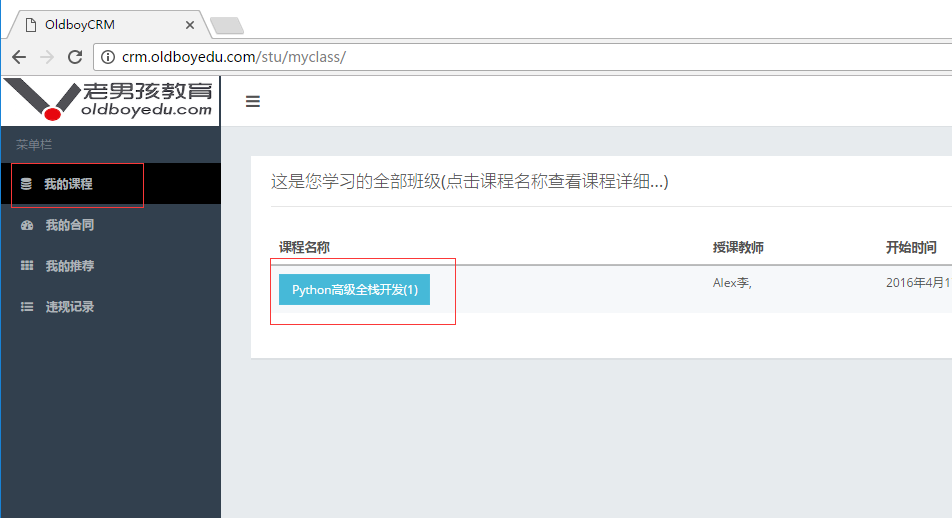 OldboyCRM
crm.oldboyedu.com/stu/myclass/
老男孩教育
oldboyedu.com
菜单栏
我的课程
我的合同
我的推荐
违规记录
这是您学习的全部班级(点击课程名称查看课程详细...)
课程名称 授课教师 开始时间
Python高级全栈开发(1) Alex李, 2016年4月1